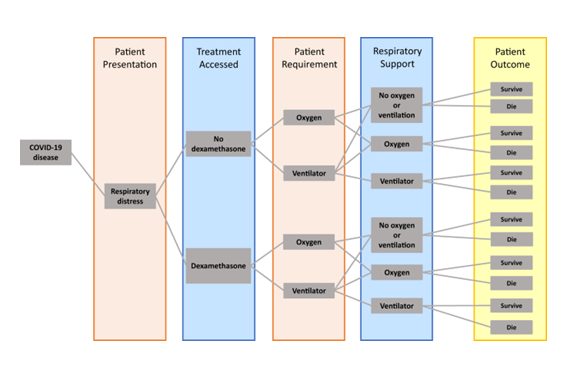 Patient
Presentation
Treatment
Accessed
Patient
Requirement
Respiratory
Support
Patient
Outcome
COVID-19
disease
Respiratory
distress
No
dexamethasone
Dexamethasone
Oxygen
Ventilator
Oxygen
Ventilator
No oxygen
or
ventilation
Oxygen
Ventilator
No oxygen
or
ventilation
Oxygen
Ventilator
Survive
Die
Survive
Die
Survive
Die
Survive
Die
Survive
Die
Survive
Die